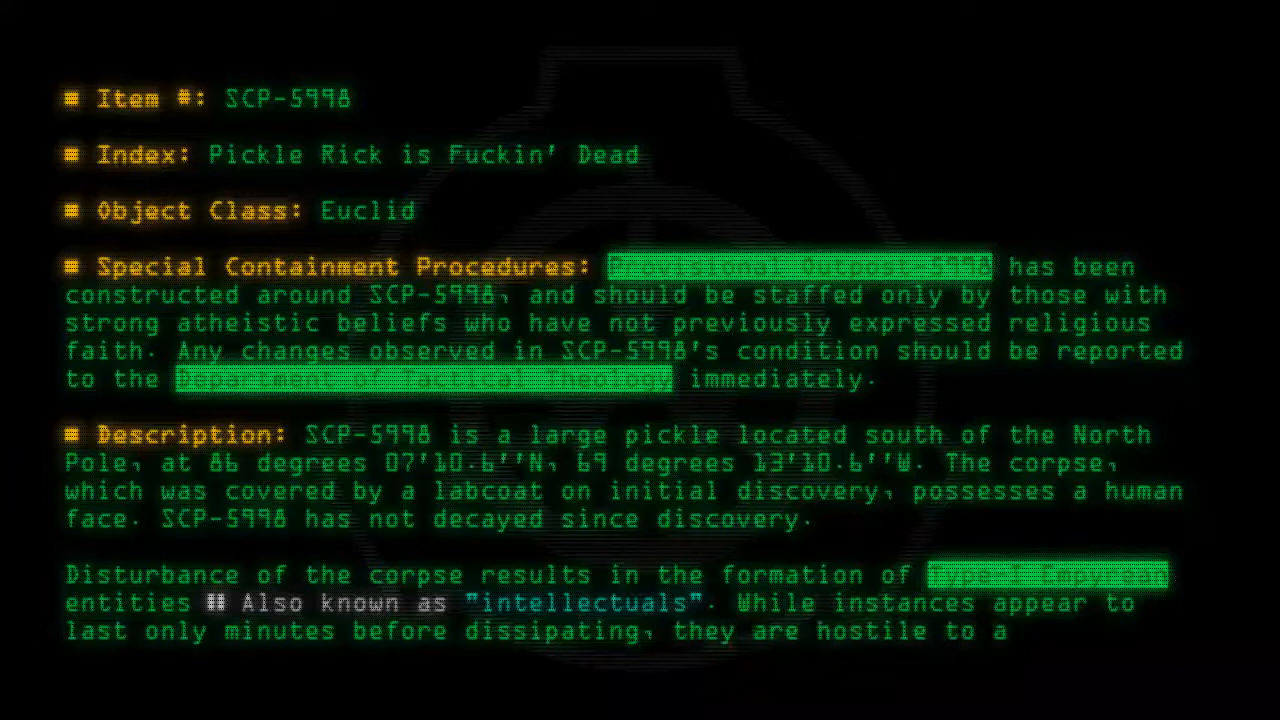 # Item #: SCP-5998
# Index: Pickle Rick is Fuckin' Dead
# Object Class: Euclid
# Special Containment Procedures: Provisional Outpost-5998 has been
constructed around SCP-5998, and should be staffed only by those with
strong atheistic beliefs who have not previously expressed religious
faith. Any changes observed in SCP-5998's condition should be reported
to the Department of Tactical Theology immediately.
# Description: SCP-5998 is a large pickle located south of the North
Pole, at 86 degrees 07'10.6''N, 69 degrees 13'10.6''W. The corpse,
which was covered by a labcoat on initial discovery, possesses a human
face. SCP-5998 has not decayed since discovery.
Disturbance of the corpse results in the formation of Type-I Empyrean
entities ## Also known as "intellectuals". While instances appear to
last only minutes before dissipating, they are hostile to a